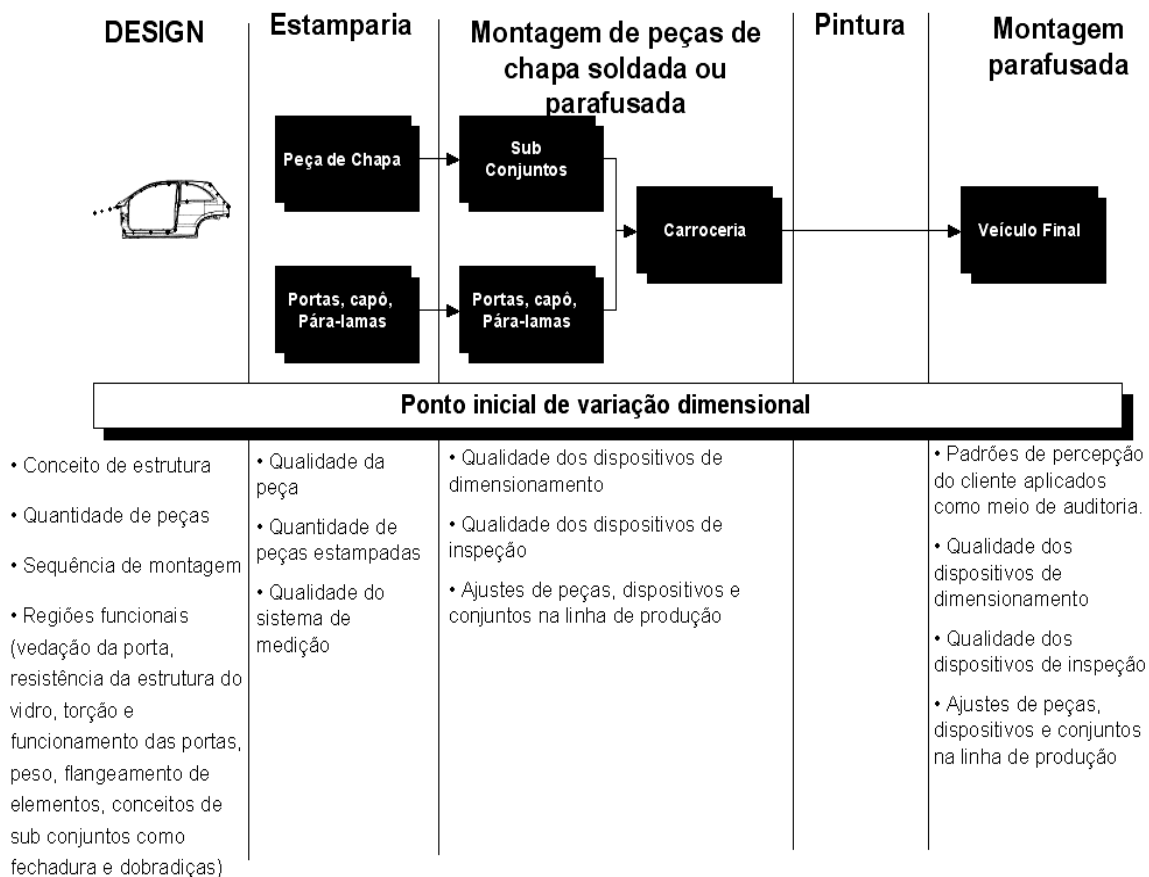 DESIGN
Estamparia
Montagem de peças de
chapa soldada ou
parafusada
Pintura
Montagem
parafusada
Peça de Chapa
Sub
Conjuntos
Carroceria
Veículo Final
Portas, capô,
Pára-lamas
Portas, capô,
Pára-lamas
Ponto inicial de variação dimensional
• Conceito de estrutura
• Quantidade de peças
• Sequência de montagem
• Regiões funcionais
(vedação da porta,
resistência da estrutura do
vidro, torção e
funcionamento das portas,
peso, flangeamento de
elementos, conceitos de
sub conjuntos como
fechadura e dobradiças)
• Qualidade da
peça
• Quantidade de
peças estampadas
• Qualidade do
sistema de
medição
• Qualidade dos dispositivos de
dimensionamento
• Qualidade dos dispositivos de
inspeção
• Ajustes de peças, dispositivos e
conjuntos na linha de produção
• Padrões de percepção
do cliente aplicados
como meio de auditoria.
• Qualidade dos
dispositivos de
dimensionamento
• Qualidade dos
dispositivos de inspeção
• Ajustes de peças,
dispositivos e conjuntos
na linha de produção